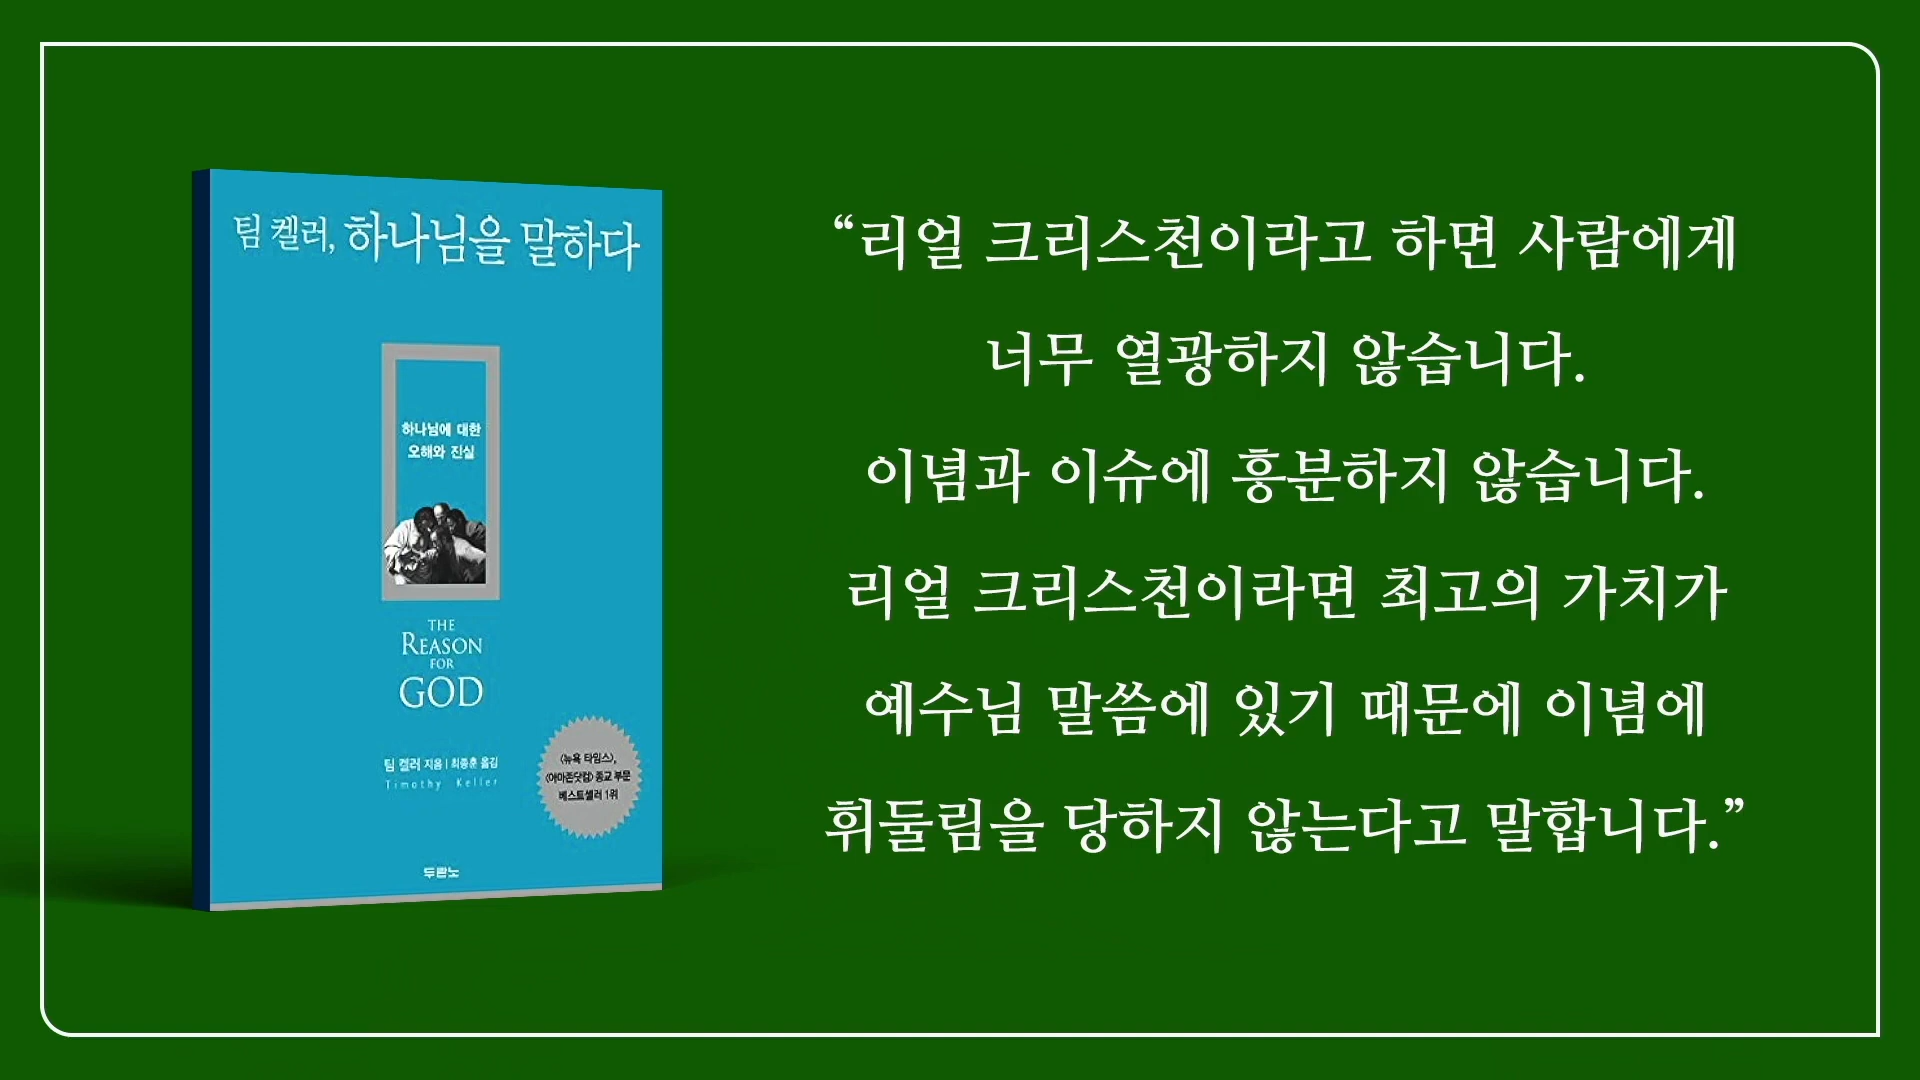 팀 켈러, 하나님을 말하다
하나님에 대한
오해와 진실
THE
REASON
FOR
GOD
팀 켈러 지음 | 최종훈 옮김
Timothy Keller
〈뉴욕 타임스〉,
〈아마존닷컴〉 종교 부문
베스트셀러 1위
두란노
“리얼 크리스천이라고 하면 사람에게
너무 열광하지 않습니다.
이념과 이슈에 흥분하지 않습니다.
리얼 크리스천이라면 최고의 가치가
예수님 말씀에 있기 때문에 이념에
휘둘림을 당하지 않는다고 말합니다.”